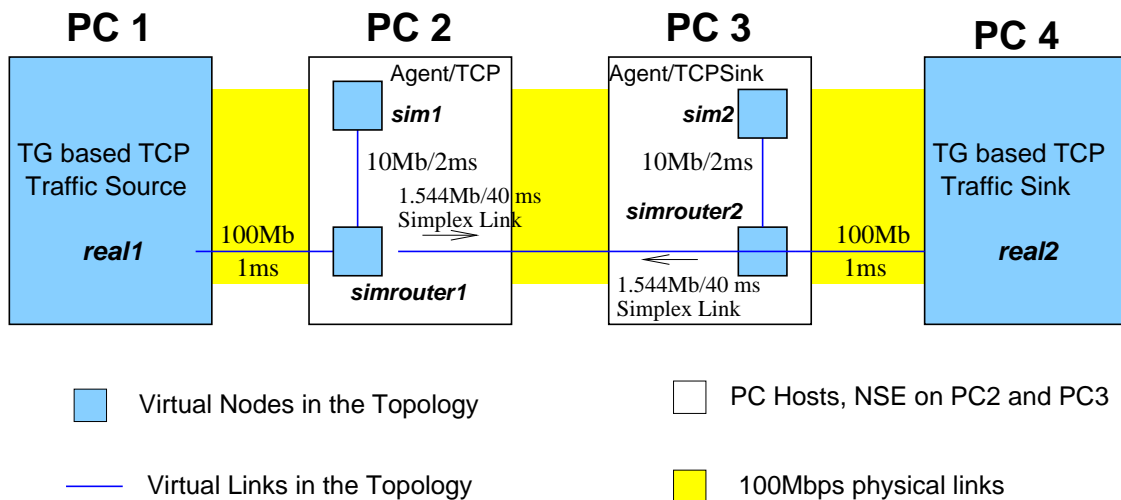 PC 1
PC 2
PC 3
PC 4
Agent/TCP
Agent/TCPSink
sim1
sim2
TG based TCP
Traffic Source
real1
10Mb/2ms
10Mb/2ms
TG based TCP
Traffic Sink
real2
1.544Mb/40 ms
Simplex Link
simrouter2
100Mb
1ms
100Mb
1ms
simrouter1
1.544Mb/40 ms
Simplex Link
Virtual Nodes in the Topology
PC Hosts, NSE on PC2 and PC3
Virtual Links in the Topology
100Mbps physical links